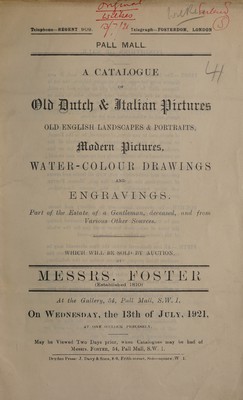 Original
Telephone—REGENT
Telegraph—FOSTENDON, LONDON
PALL MALL.
41
A CATALOGUE
OF
Old Dutch & Italian Pictures
OLD ENGLISH LANDSCAPES & PORTRAITS;
Modern Pictures,
WATER-COLOUR DRAWINGS
AND
ENGRAVINGS,
Part of the Estate of a Gentleman, deceased, and from
Various Other Sources,
WHICH WILL BE SOLD BY AUCTION,
BY
MESSRS. FOSTER
(Established 1810)
At the Gallery, 54, Pall Mall, S.W. 1.
On WEDNESDAY, the 13th of JULY, 1921,
AT ONE O'CLOCK PRECISELY.
May be Viewed Two Days prior, when Catalogues may be had of
MESSRS. FOSTER, 54, Pall Mall, S.W. 1.